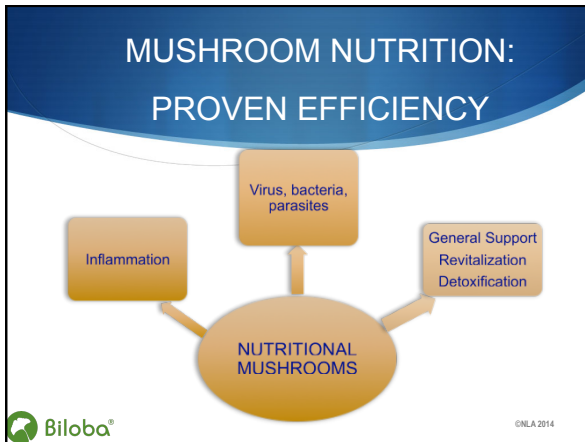 MUSHROOM NUTRITION:
PROVEN EFFICIENCY
Virus, bacteria,
parasites
Inflammation
General Support
Revitalization
Detoxification
NUTRITIONAL
MUSHROOMS
Biloba®
©NLA 2014